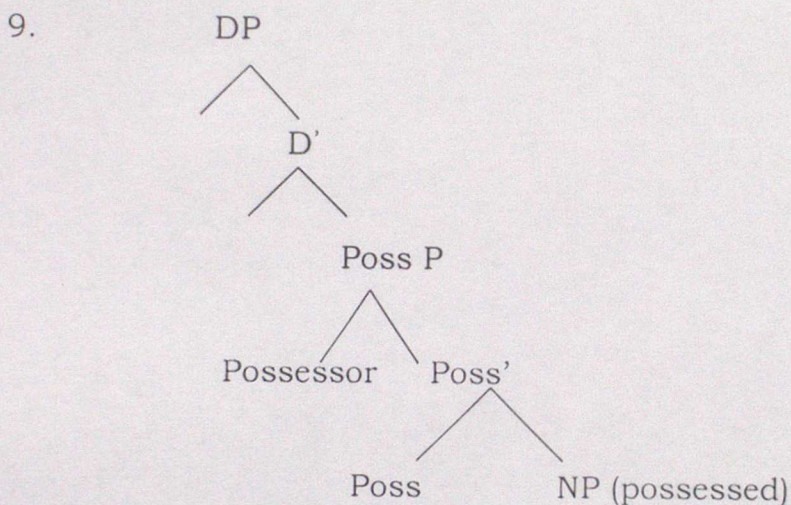 9. DP
D'
Poss P
Possessor Poss'
Poss NP (possessed)